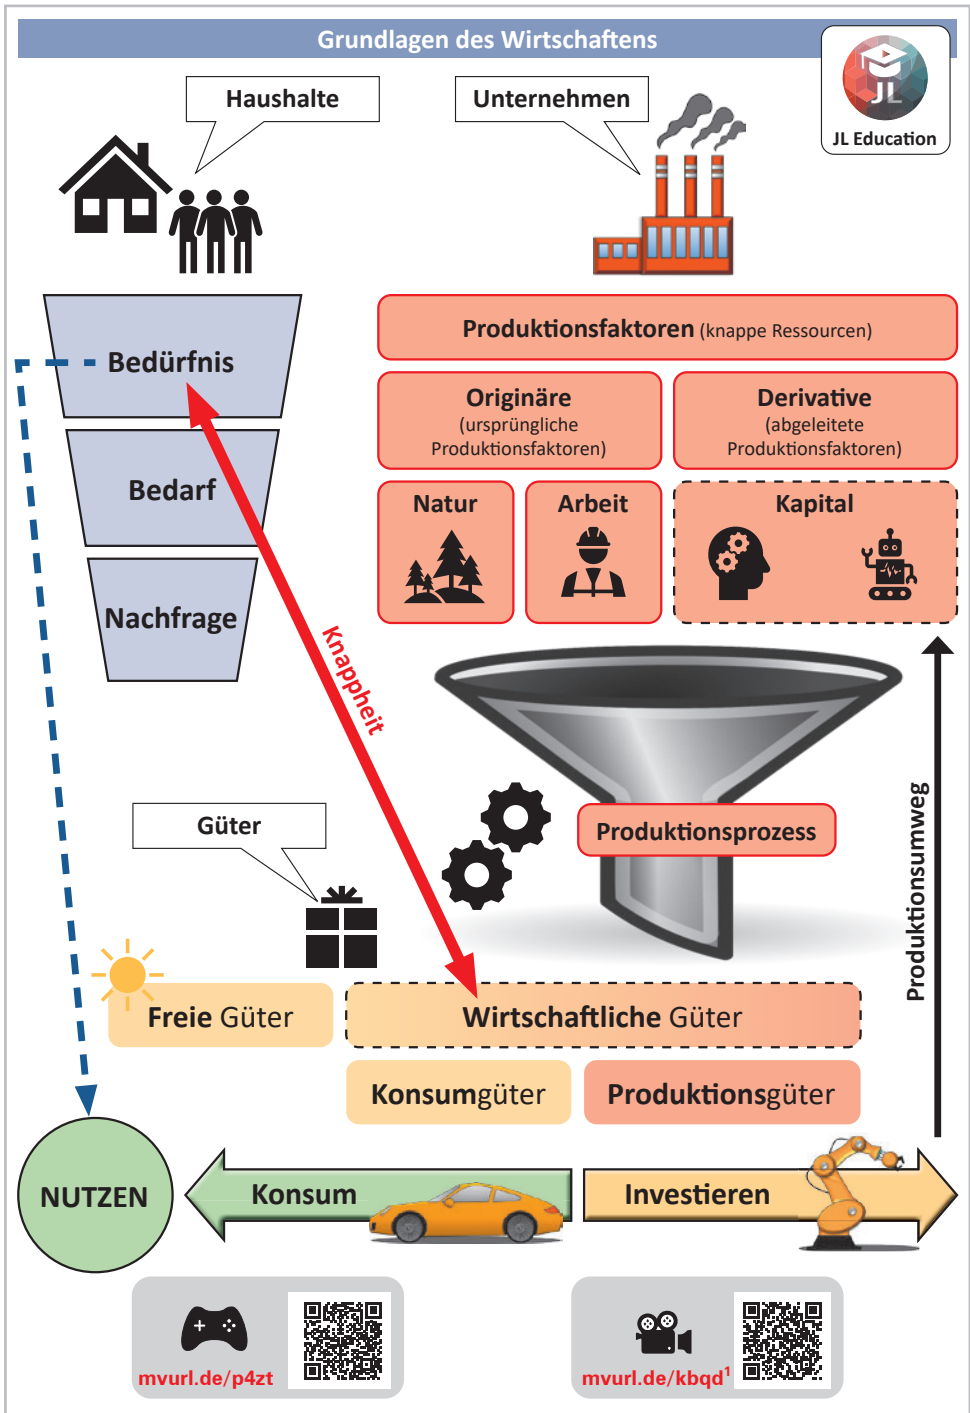 Grundlagen des Wirtschaftens
JL
JL Education
Haushalte
Unternehmen
Bedürfnis
Bedarf
Nachfrage
Produktionsfaktoren (knappe Ressourcen)
Originäre
(ursprüngliche
Produktionsfaktoren)
Derivative
(abgeleitete
Produktionsfaktoren)
Natur
Arbeit
Kapital
Knappheit
Güter
Produktionsprozess
Produktionsumweg
Freie Güter
Wirtschaftliche Güter
Konsumgüter
Produktionsgüter
NUTZEN
Konsum
Investieren
mvurl.de/p4zt
mvurl.de/kbqd¹